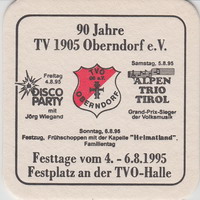 90 Jahre
TV 1905 Oberndorf e.V.
Freitag
4.8.95
DISCO
PARTY
mit
Jörg Wiegand
TVO
OBERNDORF
Samstag, 5.8.95
ALPEN
TRIO
TIROL
Grand-Prix-Sieger
der Volksmusik
Sonntag, 6.8.95
Festzug, Frühschoppen mit der Kapelle "Heimatland",
Familientag
Festtage vom 4. - 6.8.1995
Festplatz an der TVO-Halle